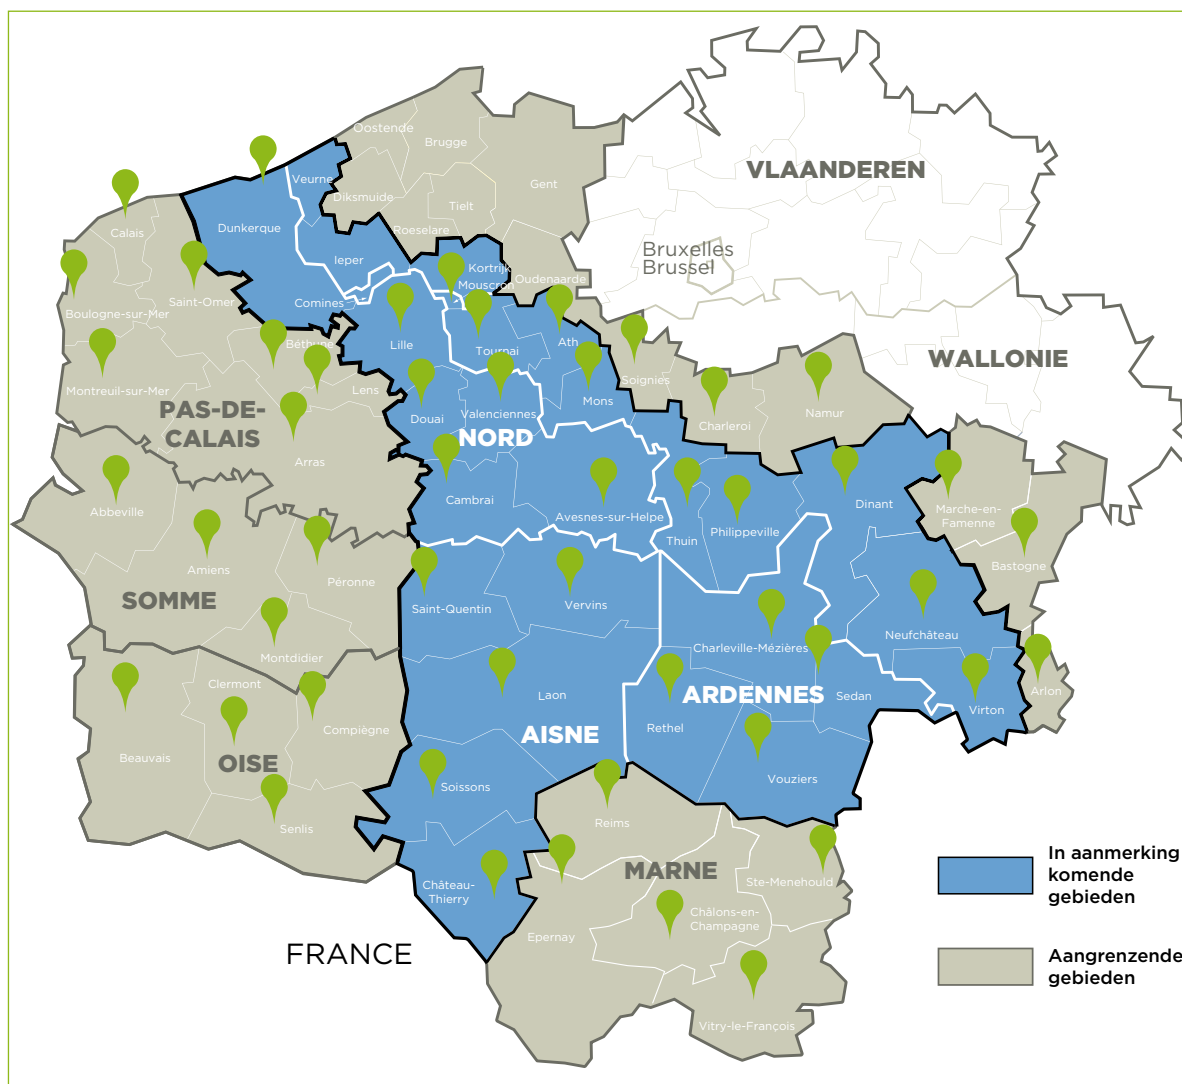 Oostende
Brugge
VLAANDEREN
Veurne
Diksmuide
Gent
Tielt
Dunkerque
Roeselare
Calais
Ieper
Bruxelles
Brussel
Kortrijk
Oudenaarde
Mouscron
Saint-Omer
Comines
Boulogne-sur-Mer
Béthune
Lille
Tournai
Ath
WALLONIE
Montreuil-sur-Mer
Lens
Soignies
Mons
Namur
PAS-DE-
CALAIS
Douai
Valenciennes
Charleroi
NORD
Arras
Cambrai
Dinant
Abbeville
Avesnes-sur-Helpe
Marche-en-
Famenne
Philippeville
Thuin
Amiens
Péronne
Bastogne
SOMME
Saint-Quentin
Vervins
Neufchâteau
Montdidier
Charleville-Mézières
Clermont
Laon
ARDENNES
Sedan
Arlon
Virton
Compiègne
Rethel
AISNE
Beauvais
OISE
Vouziers
Soissons
Senlis
Reims
MARNE
Ste-Menehould
Château-
Thierry
Châlons-en-
Champagne
Epernay
FRANCE
Vitry-le-François
In aanmerking
komende
gebieden
Aangrenzende
gebieden